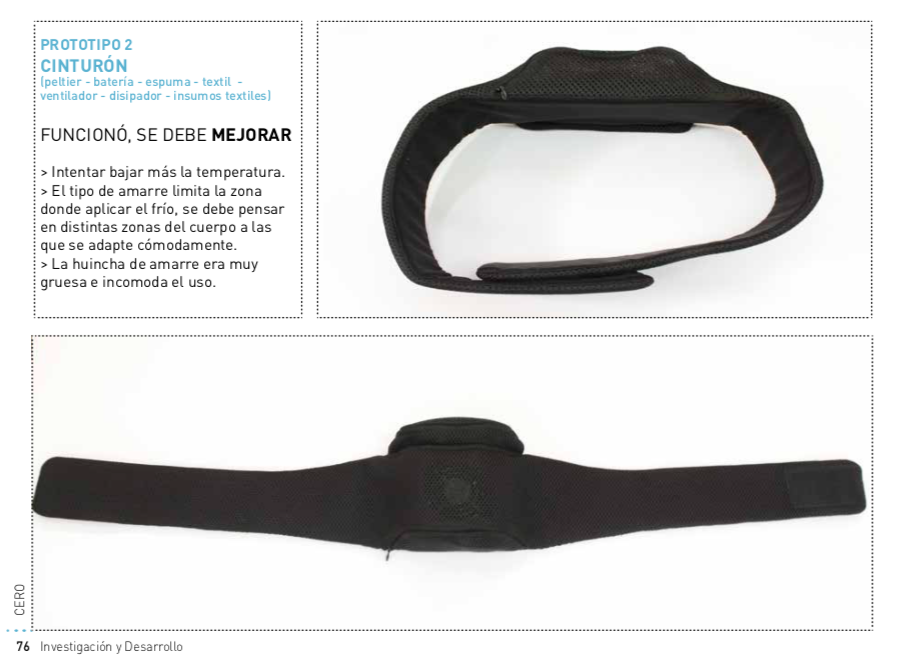 PROTOTIPO 2
CINTURÓN
(peltier - batería - espuma - textil -
ventilador - disipador - insumos textiles)
FUNCIONÓ, SE DEBE MEJORAR
> Intentar bajar más la temperatura.
> El tipo de amarre limita la zona
donde aplicar el frío, se debe pensar
en distintas zonas del cuerpo a las
que se adapte cómodamente.
> La huincha de amarre era muy
gruesa e incomoda el uso.
CERO
76 Investigación y Desarrollo